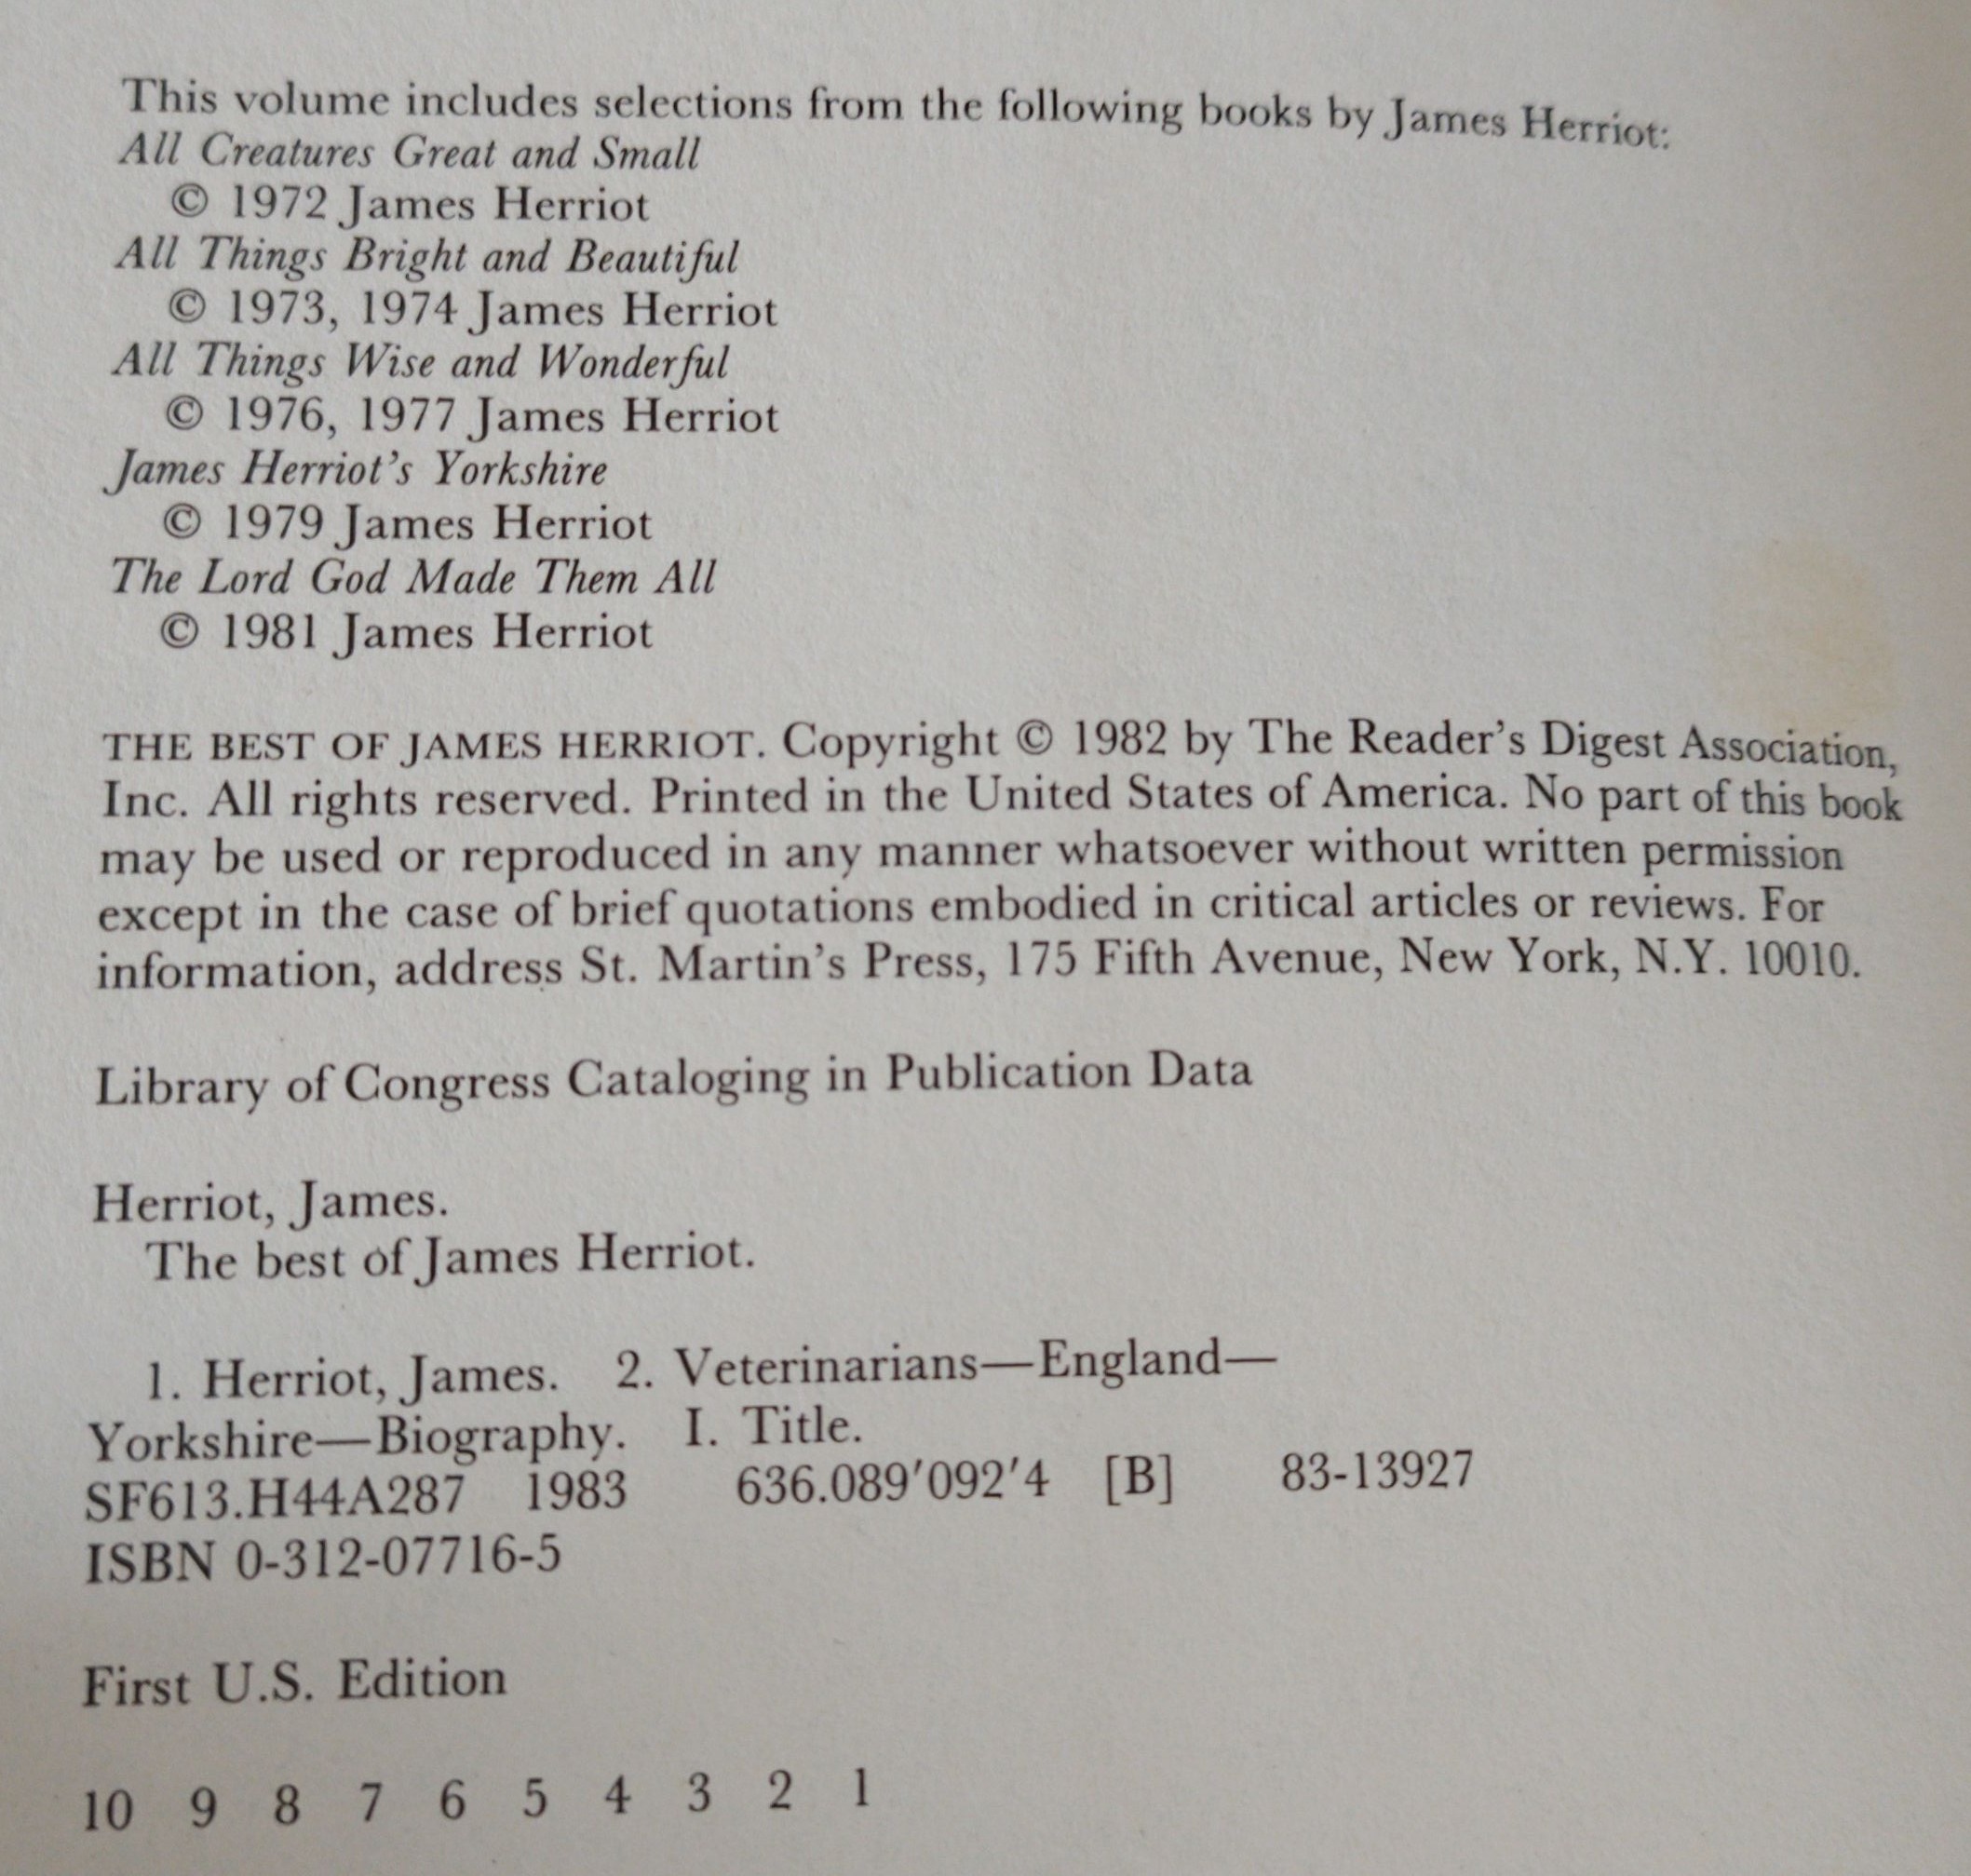 This volume includes selections from the following books by James Herriot:
All Creatures Great and Small
© 1972 James Herriot
All Things Bright and Beautiful
© 1973, 1974 James Herriot
All Things Wise and Wonderful
© 1976, 1977 James Herriot
James Herriot’s Yorkshire
© 1979 James Herriot
The Lord God Made Them All
© 1981 James Herriot
THE BEST OF JAMES HERRIOT. Copyright © 1982 by The Reader’s Digest Association,
Inc. All rights reserved. Printed in the United States of America. No part of this book
may be used or reproduced in any manner whatsoever without written permission
except in the case of brief quotations embodied in critical articles or reviews. For
information, address St. Martin’s Press, 175 Fifth Avenue, New York, N.Y. 10010.
Library of Congress Cataloging in Publication Data
Herriot, James.
The best of James Herriot.
1. Herriot, James. 2. Veterinarians—England—
Yorkshire—Biography. I. Title.
SF613.H44A287 1983 636.089′092′4 [B] 83-13927
ISBN 0-312-07716-5
First U.S. Edition
10 9 8 7 6 5 4 3 2 1